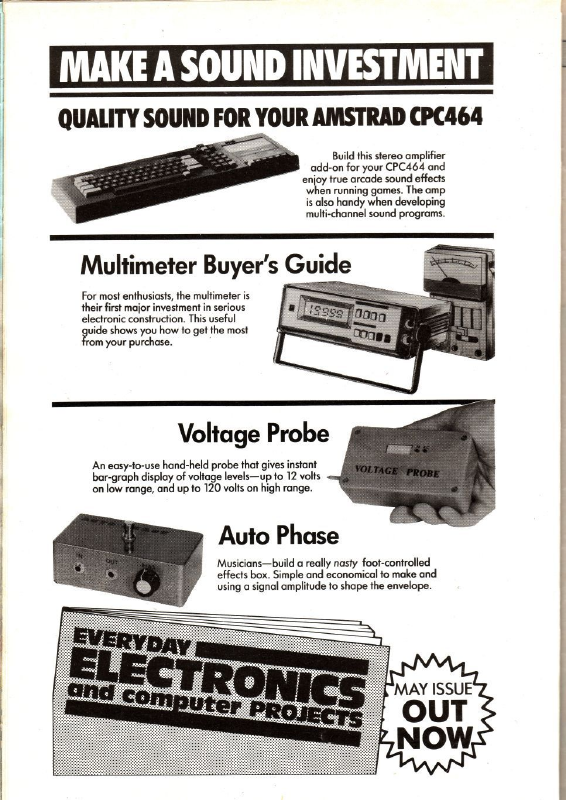 MAKE A SOUND INVESTMENT
QUALITY SOUND FOR YOUR AMSTRAD CPC464
Build this stereo amplifier
add-on for your CPC464 and
enjoy true arcade sound effects
when running games. The amp
is also handy when developing
multi-channel sound programs.
Multimeter Buyer's Guide
For most enthusiasts, the multimeter is
their first major investment in serious
electronic construction. This useful
guide shows you how to get the most
from your purchase.
19999
Voltage Probe
An easy-to-use hand-held probe that gives instant
bar-graph display of voltage levels—up to 12 volts
on low range, and up to 120 volts on high range.
VOLTAGE PROBE
IN
OUT
Auto Phase
Musicians—build a really nasty foot-controlled
effects box. Simple and economical to make and
using a signal amplitude to shape the envelope.
EVERYDAY
ELECTRONICS
and computer PROJECTS
MAY ISSUE
OUT
NOW